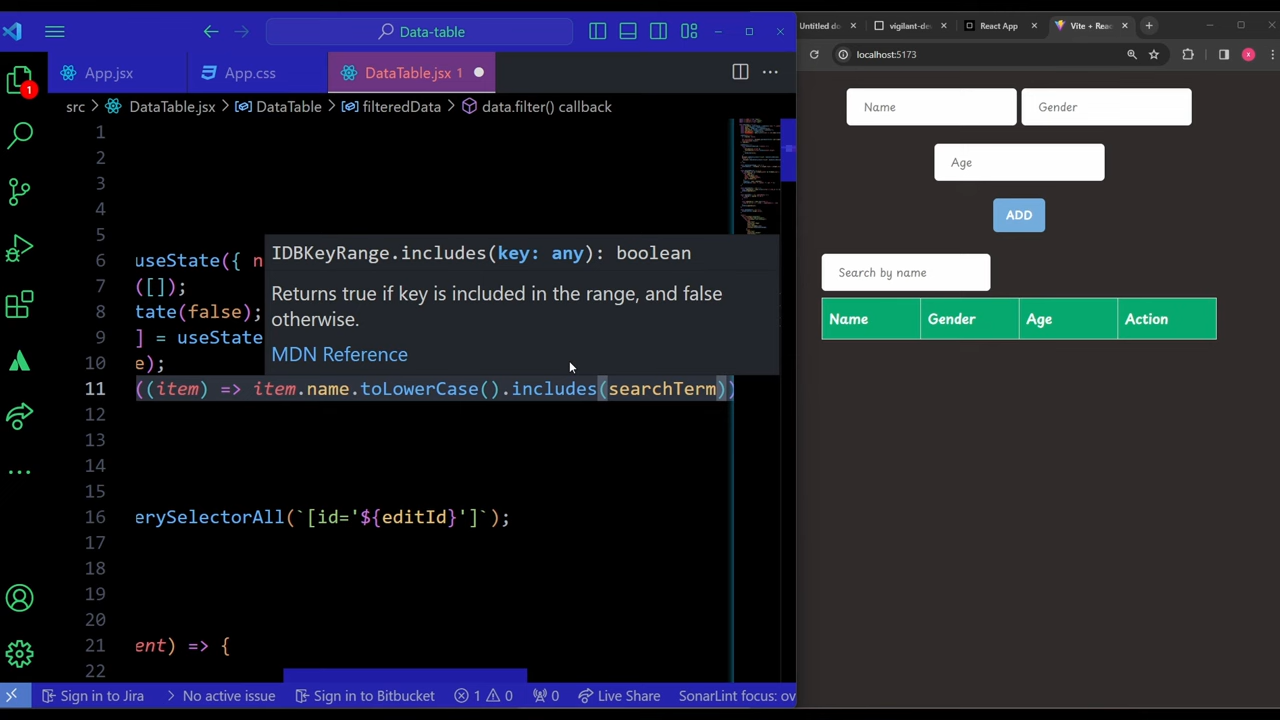 Data-table
App.jsx
App.css
DataTable.jsx 1
src > DataTable.jsx > DataTable > filteredData > data.filter() callback
1
1
2
3
4
5
6 useState({ n
7 ([]);
8 tate(false);
9 ] = useState
10 e);
11 ((item) => item.name.toLowerCase().includes(searchTerm))
12
13
14
15
16 erySelectorAll(`[id='${editId}']`);
17
18
19
20
21 ent) => {
22
IDBKeyRange.includes(key: any): boolean
Returns true if key is included in the range, and false
otherwise.
MDN Reference
Sign in to Jira
No active issue
Sign in to Bitbucket
1 0
0
Live Share
SonarLint focus: ov
Untitled do
vigilant-de
React App
Vite + Rea
localhost:5173
x
Name
Gender
Age
ADD
Search by name
Name Gender Age Action